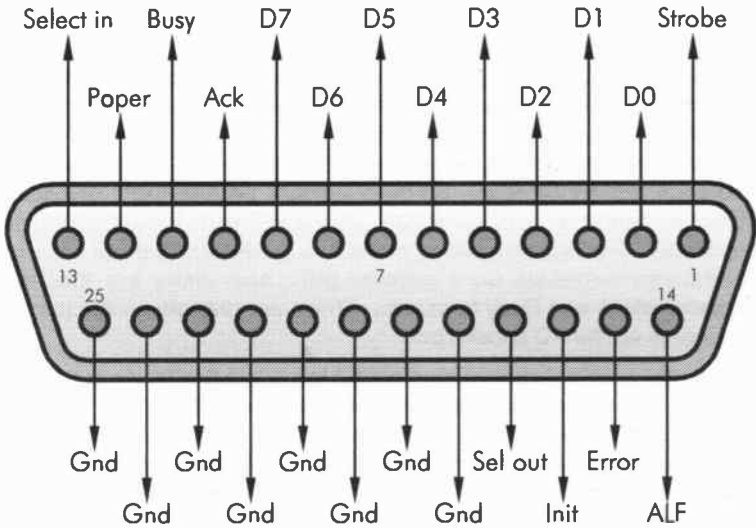 Select in Busy D7 D5 D3 D1 Strobe
Poper Ack D6 D4 D2 D0
13 7 1
25 14
Gnd Gnd Gnd Gnd Sel out Error
Gnd Gnd Gnd Gnd Init ALF